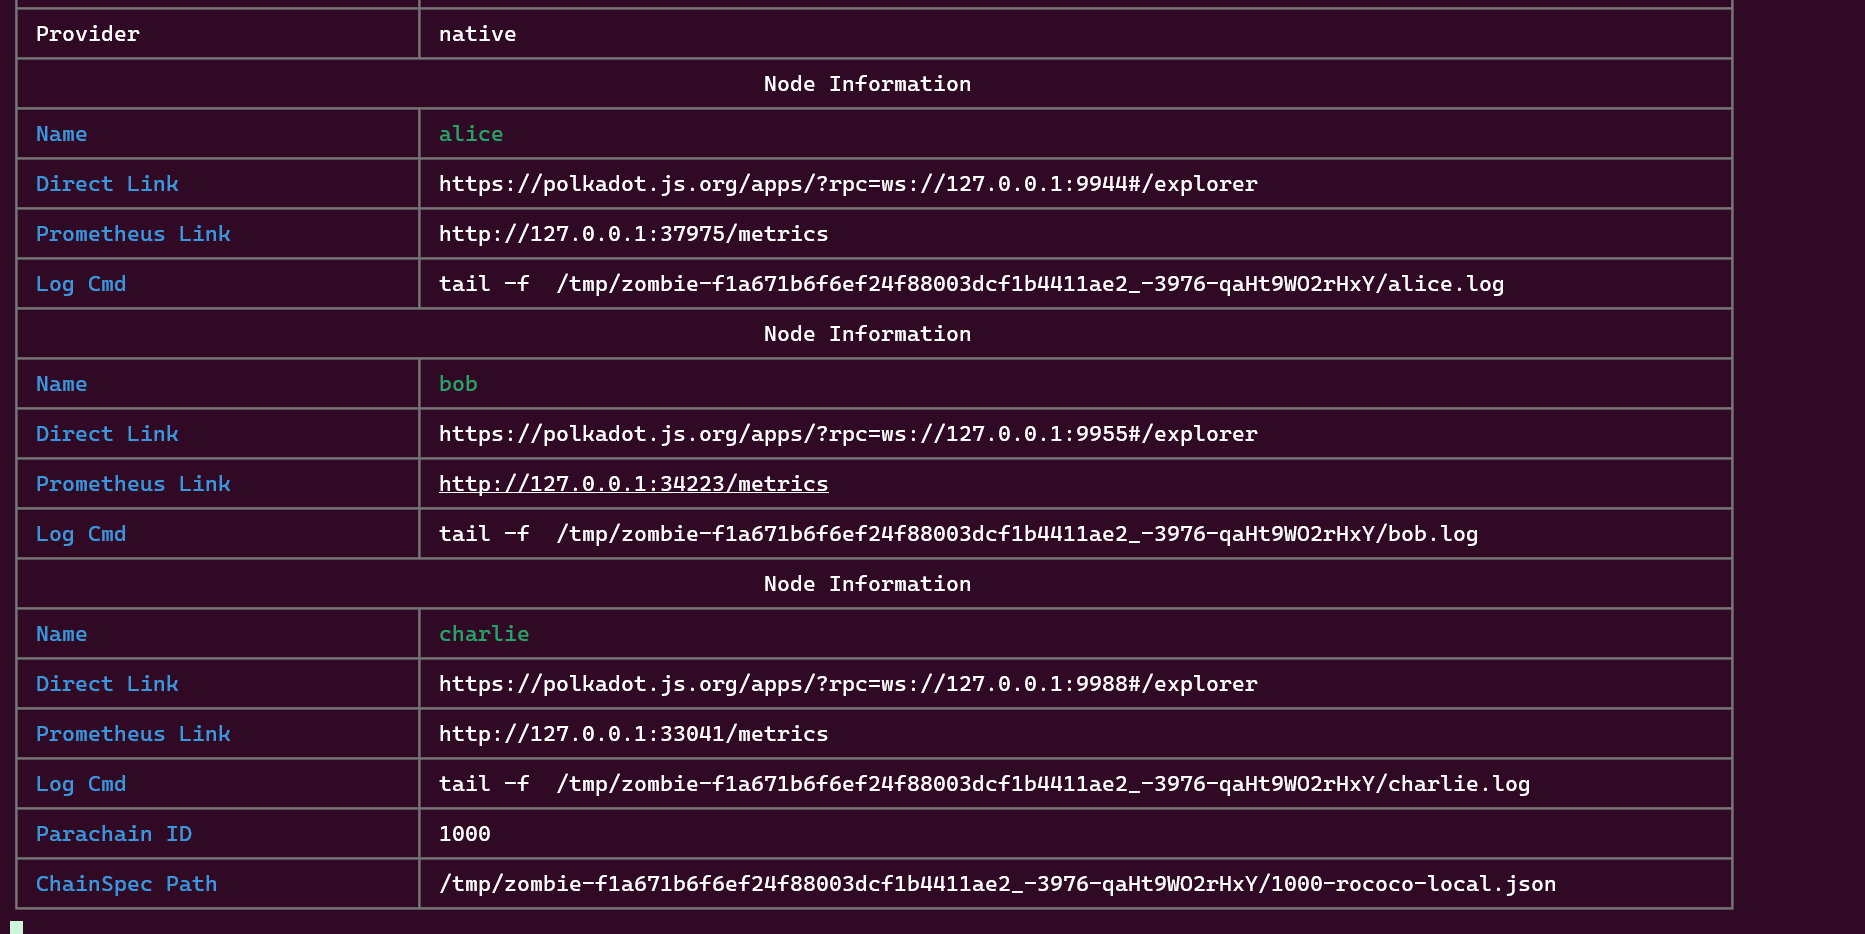 Provider native
Node Information
Name alice
Direct Link https://polkadot.js.org/apps/?rpc=ws://127.0.0.1:9944#/explorer
Prometheus Link http://127.0.0.1:37975/metrics
Log Cmd tail -f  /tmp/zombie-f1a671b6f6ef24f88003dcf1b4411ae2_-3976-qaHt9WO2rHxY/alice.log
Node Information
Name bob
Direct Link https://polkadot.js.org/apps/?rpc=ws://127.0.0.1:9955#/explorer
Prometheus Link http://127.0.0.1:34223/metrics
Log Cmd tail -f  /tmp/zombie-f1a671b6f6ef24f88003dcf1b4411ae2_-3976-qaHt9WO2rHxY/bob.log
Node Information
Name charlie
Direct Link https://polkadot.js.org/apps/?rpc=ws://127.0.0.1:9988#/explorer
Prometheus Link http://127.0.0.1:33041/metrics
Log Cmd tail -f  /tmp/zombie-f1a671b6f6ef24f88003dcf1b4411ae2_-3976-qaHt9WO2rHxY/charlie.log
Parachain ID 1000
ChainSpec Path /tmp/zombie-f1a671b6f6ef24f88003dcf1b4411ae2_-3976-qaHt9WO2rHxY/1000-rococo-local.json